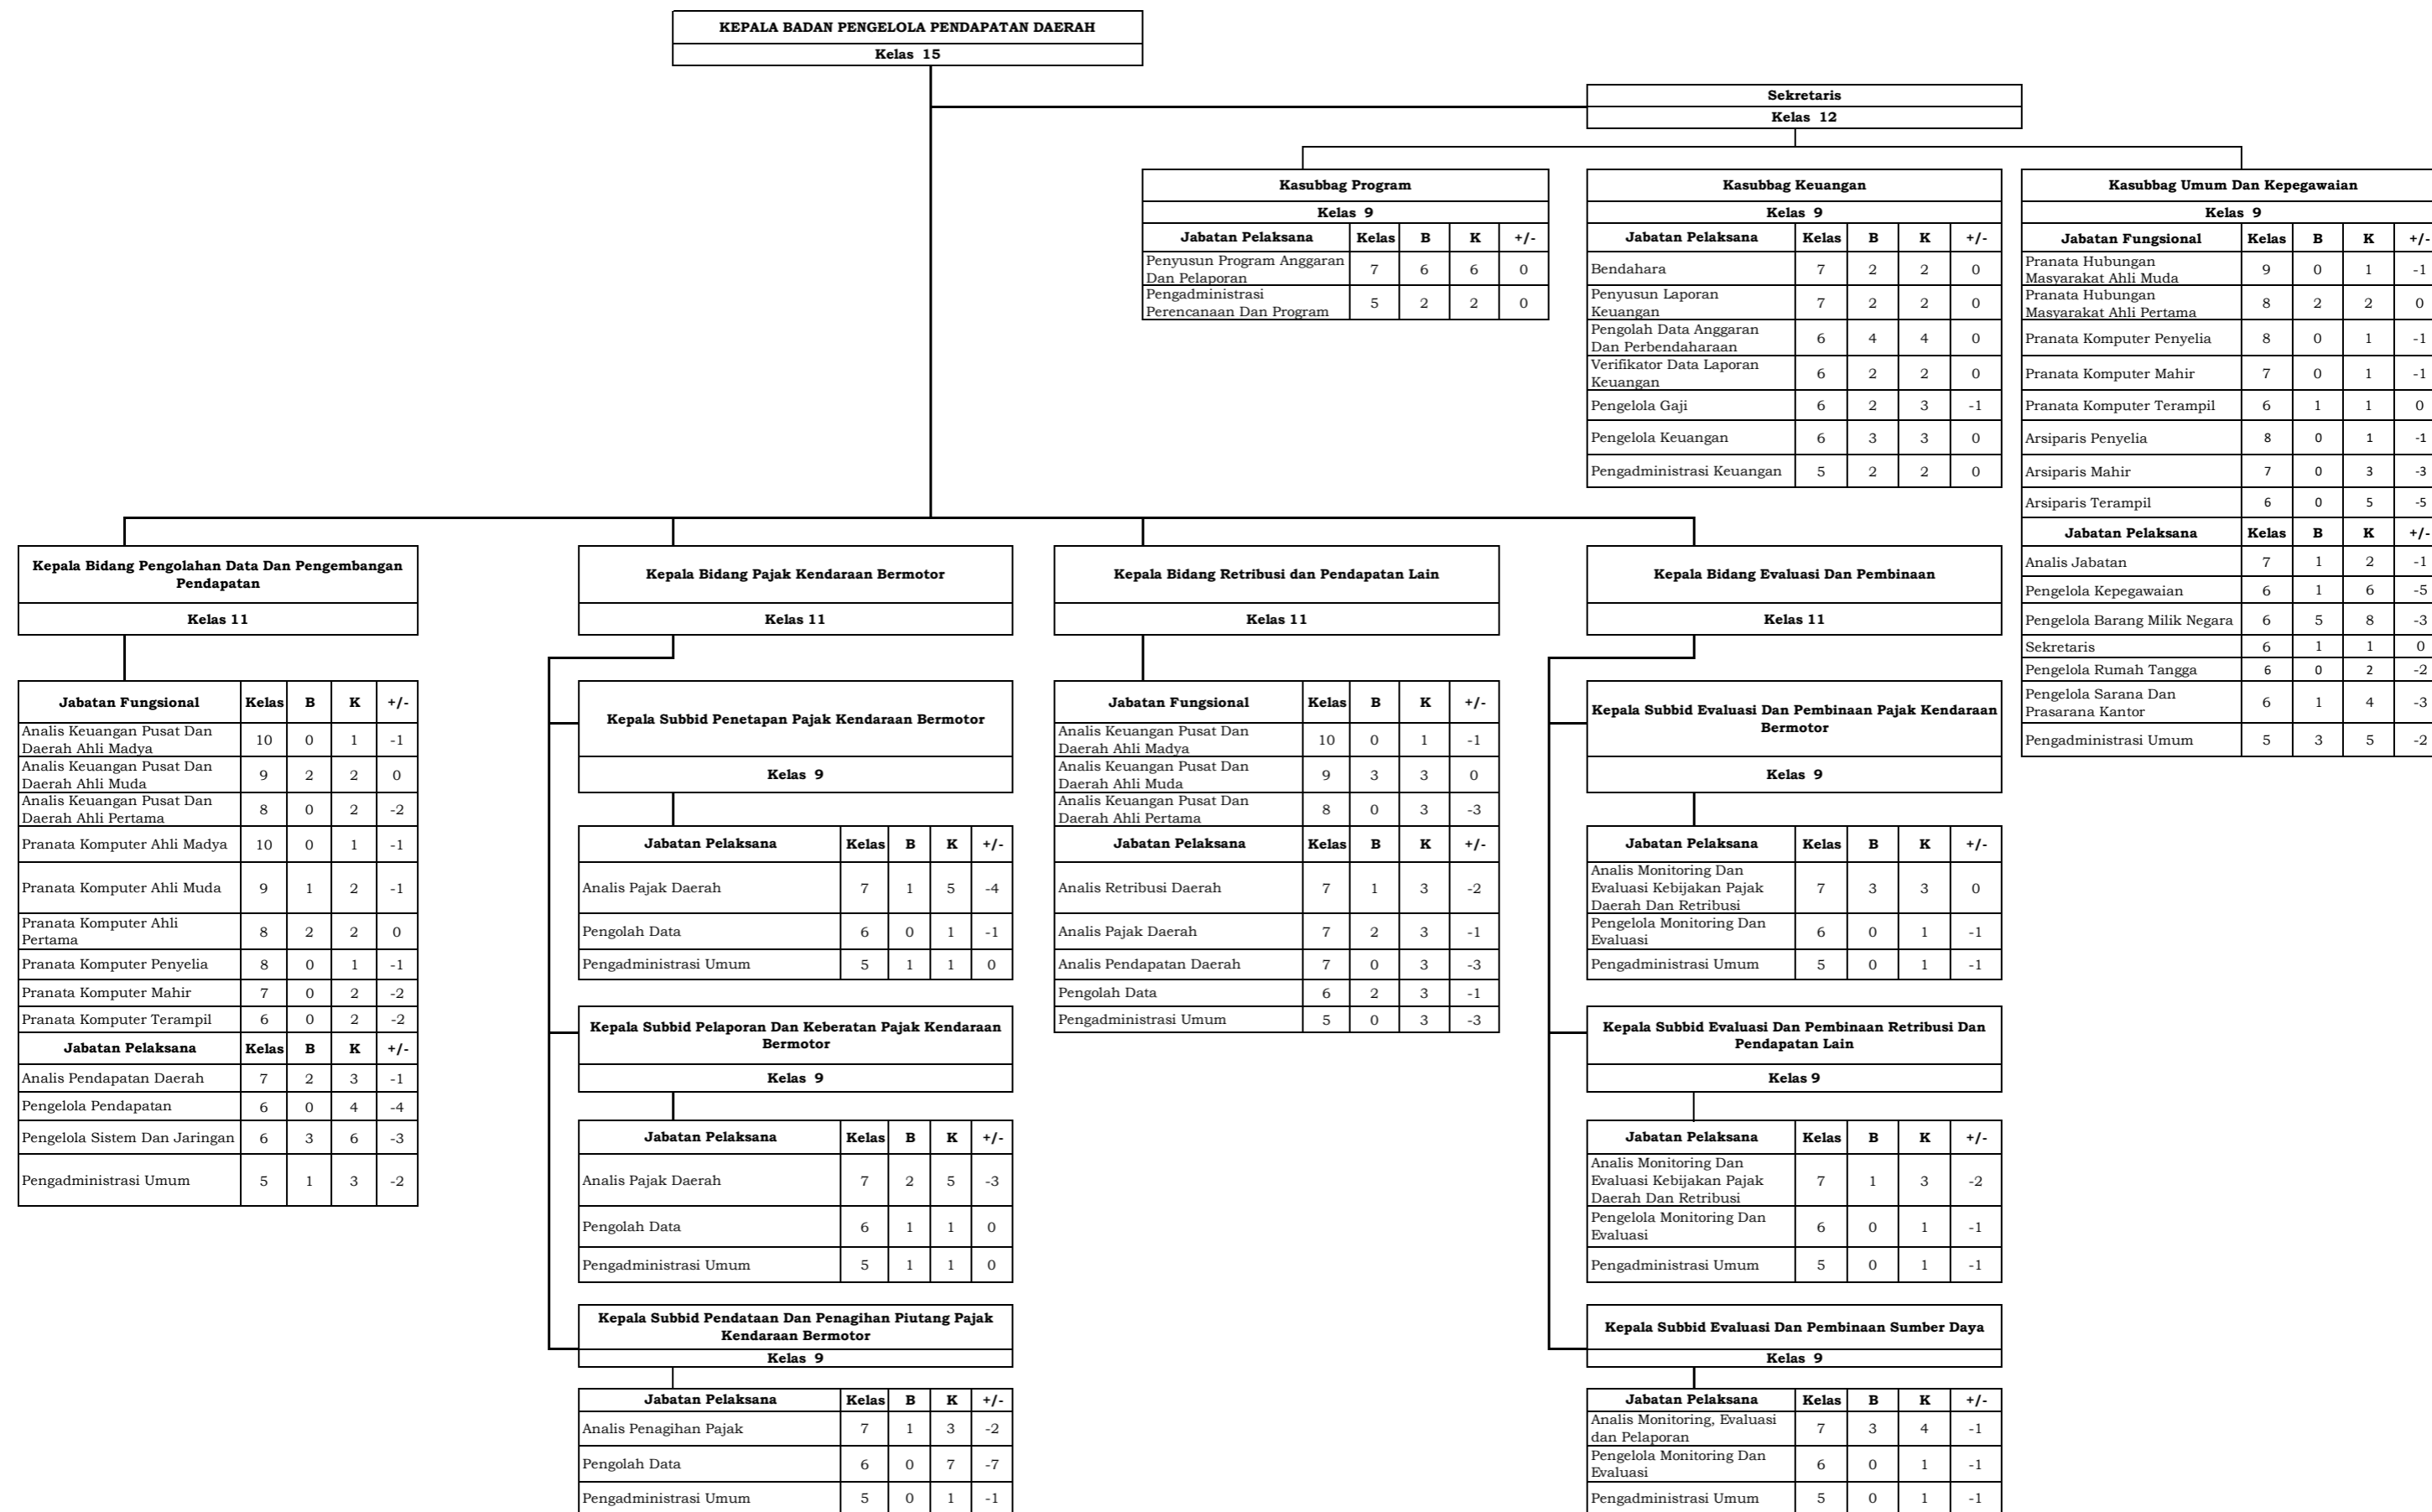 KEPALA BADAN PENGELOLA PENDAPATAN DAERAH
Kelas 15
Sekretaris
Kelas 12
Kasubbag Program
Kelas 9
Jabatan Pelaksana Kelas B K +/-
Penyusun Program Anggaran
Dan Pelaporan 7 6 6 0
Pengadministrasi
Perencanaan Dan Program 5 2 2 0
Kasubbag Keuangan
Kelas 9
Jabatan Pelaksana Kelas B K +/-
Bendahara 7 2 2 0
Penyusun Laporan
Keuangan 7 2 2 0
Pengolah Data Anggaran
Dan Perbendaharaan 6 4 4 0
Verifikator Data Laporan
Keuangan 6 2 2 0
Pengelola Gaji 6 2 3 -1
Pengelola Keuangan 6 3 3 0
Pengadministrasi Keuangan 5 2 2 0
Kasubbag Umum Dan Kepegawaian
Kelas 9
Jabatan Fungsional Kelas B K +/-
Pranata Hubungan
Masyarakat Ahli Muda 9 0 1 -1
Pranata Hubungan
Masyarakat Ahli Pertama 8 2 2 0
Pranata Komputer Penyelia 8 0 1 -1
Pranata Komputer Mahir 7 0 1 -1
Pranata Komputer Terampil 6 1 1 0
Arsiparis Penyelia 8 0 1 -1
Arsiparis Mahir 7 0 3 -3
Arsiparis Terampil 6 0 5 -5
Jabatan Pelaksana Kelas B K +/-
Analis Jabatan 7 1 2 -1
Pengelola Kepegawaian 6 1 6 -5
Pengelola Barang Milik Negara 6 5 8 -3
Sekretaris 6 1 1 0
Pengelola Rumah Tangga 6 0 2 -2
Pengelola Sarana Dan
Prasarana Kantor 6 1 4 -3
Pengadministrasi Umum 5 3 5 -2
Kepala Bidang Pengolahan Data Dan Pengembangan
Pendapatan
Kelas 11
Jabatan Fungsional Kelas B K +/-
Analis Keuangan Pusat Dan
Daerah Ahli Madya 10 0 1 -1
Analis Keuangan Pusat Dan
Daerah Ahli Muda 9 2 2 0
Analis Keuangan Pusat Dan
Daerah Ahli Pertama 8 0 2 -2
Pranata Komputer Ahli Madya 10 0 1 -1
Pranata Komputer Ahli Muda 9 1 2 -1
Pranata Komputer Ahli
Pertama 8 2 2 0
Pranata Komputer Penyelia 8 0 1 -1
Pranata Komputer Mahir 7 0 2 -2
Pranata Komputer Terampil 6 0 2 -2
Jabatan Pelaksana Kelas B K +/-
Analis Pendapatan Daerah 7 2 3 -1
Pengelola Pendapatan 6 0 4 -4
Pengelola Sistem Dan Jaringan 6 3 6 -3
Pengadministrasi Umum 5 1 3 -2
Kepala Bidang Pajak Kendaraan Bermotor
Kelas 11
Kepala Subbid Penetapan Pajak Kendaraan Bermotor
Kelas 9
Jabatan Pelaksana Kelas B K +/-
Analis Pajak Daerah 7 1 5 -4
Pengolah Data 6 0 1 -1
Pengadministrasi Umum 5 1 1 0
Kepala Subbid Pelaporan Dan Keberatan Pajak Kendaraan
Bermotor
Kelas 9
Jabatan Pelaksana Kelas B K +/-
Analis Pajak Daerah 7 2 5 -3
Pengolah Data 6 1 1 0
Pengadministrasi Umum 5 1 1 0
Kepala Subbid Pendataan Dan Penagihan Piutang Pajak
Kendaraan Bermotor
Kelas 9
Jabatan Pelaksana Kelas B K +/-
Analis Penagihan Pajak 7 1 3 -2
Pengolah Data 6 0 7 -7
Pengadministrasi Umum 5 0 1 -1
Kepala Bidang Retribusi dan Pendapatan Lain
Kelas 11
Jabatan Fungsional Kelas B K +/-
Analis Keuangan Pusat Dan
Daerah Ahli Madya 10 0 1 -1
Analis Keuangan Pusat Dan
Daerah Ahli Muda 9 3 3 0
Analis Keuangan Pusat Dan
Daerah Ahli Pertama 8 0 3 -3
Jabatan Pelaksana Kelas B K +/-
Analis Retribusi Daerah 7 1 3 -2
Analis Pajak Daerah 7 2 3 -1
Analis Pendapatan Daerah 7 0 3 -3
Pengolah Data 6 2 3 -1
Pengadministrasi Umum 5 0 3 -3
Kepala Bidang Evaluasi Dan Pembinaan
Kelas 11
Kepala Subbid Evaluasi Dan Pembinaan Pajak Kendaraan
Bermotor
Kelas 9
Jabatan Pelaksana Kelas B K +/-
Analis Monitoring Dan
Evaluasi Kebijakan Pajak
Daerah Dan Retribusi 7 3 3 0
Pengelola Monitoring Dan
Evaluasi 6 0 1 -1
Pengadministrasi Umum 5 0 1 -1
Kepala Subbid Evaluasi Dan Pembinaan Retribusi Dan
Pendapatan Lain
Kelas 9
Jabatan Pelaksana Kelas B K +/-
Analis Monitoring Dan
Evaluasi Kebijakan Pajak
Daerah Dan Retribusi 7 1 3 -2
Pengelola Monitoring Dan
Evaluasi 6 0 1 -1
Pengadministrasi Umum 5 0 1 -1
Kepala Subbid Evaluasi Dan Pembinaan Sumber Daya
Kelas 9
Jabatan Pelaksana Kelas B K +/-
Analis Monitoring, Evaluasi
dan Pelaporan 7 3 4 -1
Pengelola Monitoring Dan
Evaluasi 6 0 1 -1
Pengadministrasi Umum 5 0 1 -1